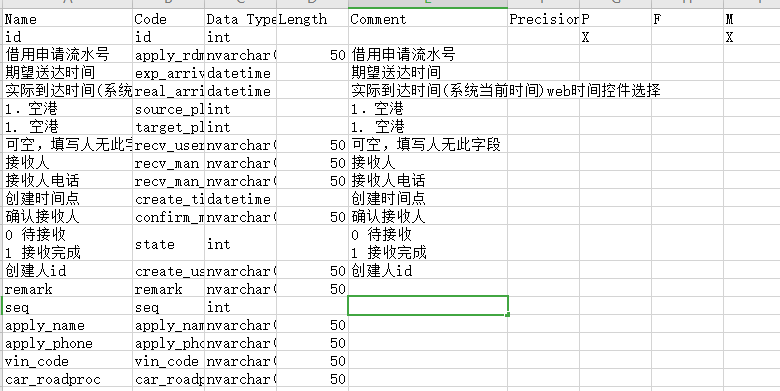 Name Code Data Type Length Comment Precision P F M
id id int X X
借用申请流水号 apply_rdm nvarchar( 50 借用申请流水号
期望送达时间 exp_arriv datetime 期望送达时间
实际到达时间(系统 real_arri datetime 实际到达时间(系统当前时间)web时间控件选择
1. 空港 source_pl int 1. 空港
1. 空港 target_pl int 1. 空港
可空，填写人无此字 recv_user nvarchar( 50 可空，填写人无此字段
接收人 recv_man nvarchar( 50 接收人
接收人电话 recv_man_ nvarchar( 50 接收人电话
创建时间点 create_ti datetime 创建时间点
确认接收人 confirm_m nvarchar( 50 确认接收人
0 待接收 0 待接收
state int
1 接收完成 1 接收完成
创建人id create_us nvarchar( 50 创建人id
remark remark nvarchar( 50
seq seq int
apply_name apply_nam nvarchar( 50
apply_phone apply_pho nvarchar( 50
vin_code vin_code nvarchar( 50
car_roadproc car_roadp nvarchar( 50